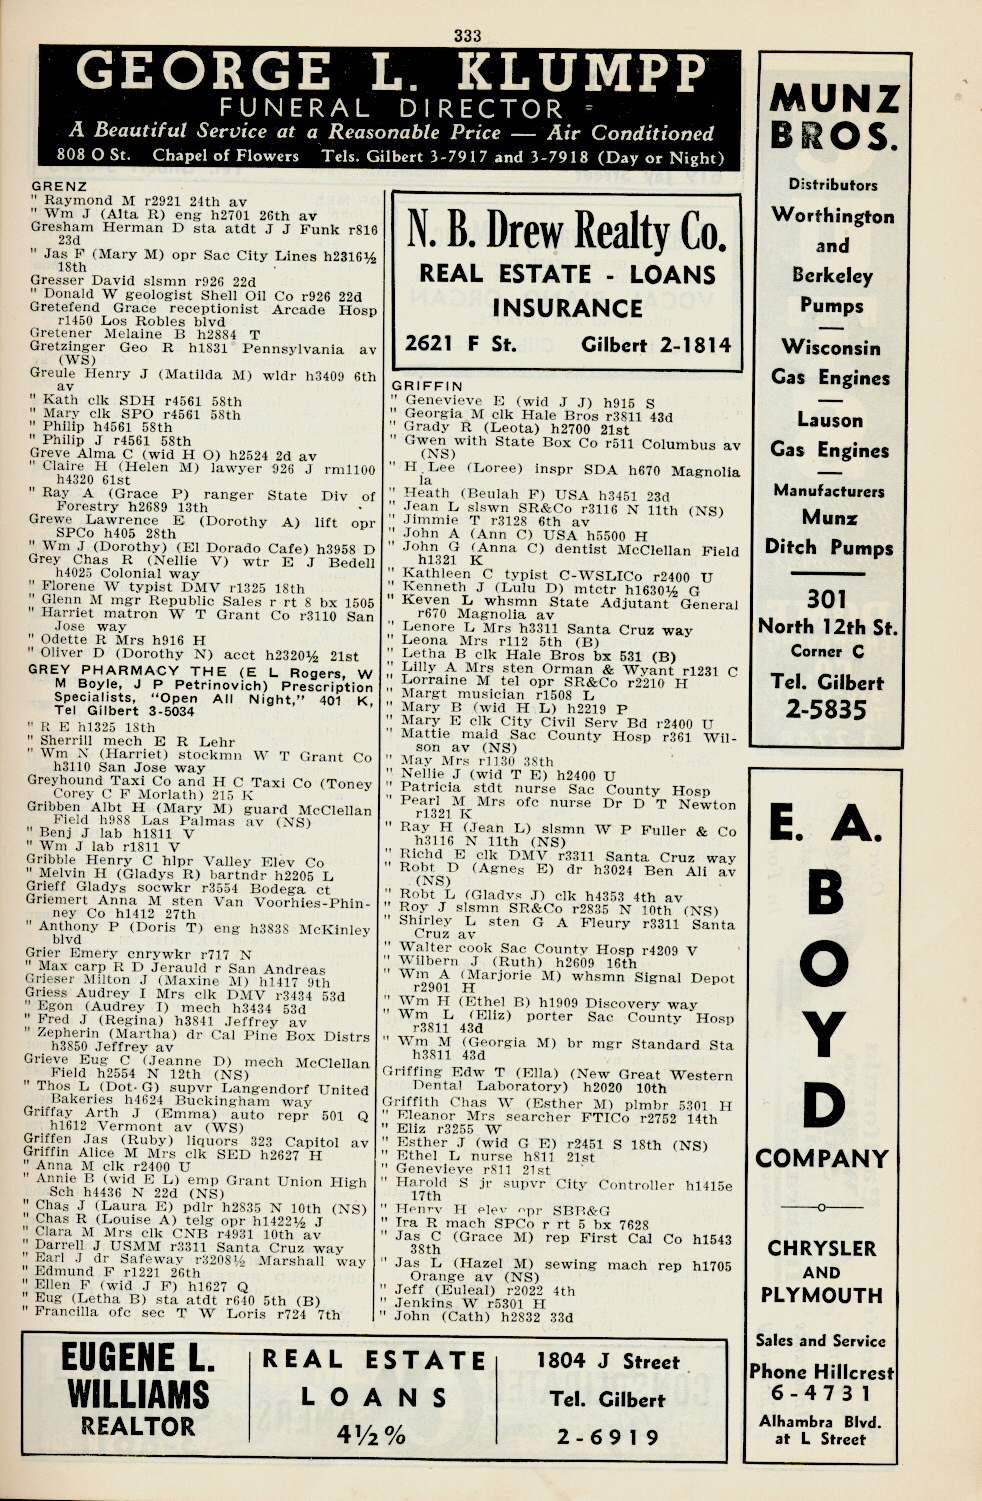 333
GEORGE L. KLUMPP
FUNERAL DIRECTOR
A Beautiful Service at a Reasonable Price — Air Conditioned
808 O St. Chapel of Flowers Tels. Gilbert 3-7917 and 3-7918 (Day or Night)
GRENZ
" Raymond M r2921 24th av
" Wm J (Alta R) eng h2701 26th av
Gresham Herman D sta atdt J J Funk r816
23d
" Jas F (Mary M) opr Sac City Lines h2316½
18th
Gresser David slsmn r926 22d
" Donald W geologist Shell Oil Co r926 22d
Gretefend Grace receptionist Arcade Hosp
r1450 Los Robles blvd
Gretener Melaine B h2884 T
Gretzinger Geo R h1831 Pennsylvania av
(WS)
Greule Henry J (Matilda M) wldr h3409 6th
av
" Kath clk SDH r4561 58th
" Mary clk SPO r4561 58th
" Philip h4561 58th
" Philip J r4561 58th
Greve Alma C (wid H O) h2524 2d av
" Claire H (Helen M) lawyer 926 J rm1100
h4320 61st
" Ray A (Grace P) ranger State Div of
Forestry h2689 13th
Grewe Lawrence E (Dorothy A) lift opr
SPCo h405 28th
" Wm J (Dorothy) (El Dorado Cafe) h3958 D
Grey Chas R (Nellie V) wtr E J Bedell
h4025 Colonial way
" Florene W typist DMV r1325 18th
" Glenn M mgr Republic Sales r rt 8 bx 1505
" Harriet matron W T Grant Co r3110 San
Jose way
" Odette R Mrs h916 H
" Oliver D (Dorothy N) acct h2320½ 21st
GREY PHARMACY THE (E L Rogers, W
M Boyle, J P Petrinovich) Prescription
Specialists, "Open All Night," 401 K,
Tel Gilbert 3-5034
" R E h1325 18th
" Sherrill mech E R Lehr
" Wm N (Harriet) stockmn W T Grant Co
h3110 San Jose way
Greyhound Taxi Co and H C Taxi Co (Toney
Corey C F Morlath) 215 K
Gribben Albt H (Mary M) guard McClellan
Field h988 Las Palmas av (NS)
" Benj J lab h1811 V
" Wm J lab r1811 V
Gribble Henry C hlpr Valley Elev Co
" Melvin H (Gladys R) bartndr h2205 L
Grieff Gladys socwkr r3554 Bodega ct
Griemert Anna M sten Van Voorhies-Phin-
ney Co h1412 27th
" Anthony P (Doris T) eng h3838 McKinley
blvd
Grier Emery cnrywkr r717 N
" Max carp R D Jerauld r San Andreas
Grieser Milton J (Maxine M) h1417 9th
Griess Audrey I Mrs clk DMV r3434 53d
" Egon (Audrey I) mech h3434 53d
" Fred J (Regina) h3841 Jeffrey av
" Zepherin (Martha) dr Cal Pine Box Distrs
h3850 Jeffrey av
Grieve Eug C (Jeanne D) mech McClellan
Field h2554 N 12th (NS)
" Thos L (Dot G) supvr Langendorf United
Bakeries h4624 Buckingham way
Griffay Arth J (Emma) auto repr 501 Q
h1612 Vermont av (WS)
Griffen Jas (Ruby) liquors 323 Capitol av
Griffin Alice M Mrs clk SED h2627 H
" Anna M clk r2400 U
" Annie B (wid E L) emp Grant Union High
Sch h4436 N 22d (NS)
" Chas J (Laura E) pdlr h2835 N 10th (NS)
" Chas R (Louise A) telg opr h1422½ J
" Clara M Mrs clk CNB r4931 10th av
" Darrell J USMM r3311 Santa Cruz way
" Earl J dr Safeway r3208½ Marshall way
" Edmund F r1221 26th
" Ellen F (wid J F) h1627 Q
" Eug (Letha B) sta atdt r640 5th (B)
" Francilla ofc sec T W Loris r724 7th
N. B. Drew Realty Co.
REAL ESTATE - LOANS
INSURANCE
2621 F St. Gilbert 2-1814
GRIFFIN
" Genevieve E (wid J J) h915 S
" Georgia M clk Hale Bros r3811 43d
" Grady R (Leota) h2700 21st
" Gwen with State Box Co r511 Columbus av
(NS)
" H Lee (Loree) inspr SDA h670 Magnolia
la
" Heath (Beulah F) USA h3451 23d
" Jean L slswn SR&Co r3116 N 11th (NS)
" Jimmie T r3128 6th av
" John A (Ann C) USA h5500 H
" John G (Anna C) dentist McClellan Field
h1321 K
" Kathleen C typist C-WSLICo r2400 U
" Kenneth J (Lulu D) mtctr h1630½ G
" Keven L whsmn State Adjutant General
r670 Magnolia av
" Lenore L Mrs h3311 Santa Cruz way
" Leona Mrs r112 5th (B)
" Letha B clk Hale Bros bx 531 (B)
" Lilly A Mrs sten Orman & Wyant r1231 C
" Lorraine M tel opr SR&Co r2210 H
" Margt musician r1508 L
" Mary B (wid H L) h2219 P
" Mary E clk City Civil Serv Bd r2400 U
" Mattie maid Sac County Hosp r361 Wil-
son av (NS)
" May Mrs r1130 38th
" Nellie J (wid T E) h2400 U
" Patricia stdt nurse Sac County Hosp
" Pearl M Mrs ofc nurse Dr D T Newton
r1321 K
" Ray H (Jean L) slsmn W P Fuller & Co
h3116 N 11th (NS)
" Richd E clk DMV r3311 Santa Cruz way
" Robt D (Agnes E) dr h3024 Ben Ali av
(NS)
" Robt L (Gladys J) clk h4353 4th av
" Roy J slsmn SR&Co r2835 N 10th (NS)
" Shirley L sten G A Fleury r3311 Santa
Cruz av
" Walter cook Sac County Hosp r4209 V
" Wilbern J (Ruth) h2609 16th
" Wm A (Marjorie M) whsmn Signal Depot
r2901 H
" Wm H (Ethel B) h1909 Discovery way
" Wm L (Eliz) porter Sac County Hosp
r3811 43d
" Wm M (Georgia M) br mgr Standard Sta
h3811 43d
Griffing Edw T (Ella) (New Great Western
Dental Laboratory) h2020 10th
Griffith Chas W (Esther M) plmbr 5301 H
" Eleanor Mrs searcher FTICo r2752 14th
" Eliz r3255 W
" Esther J (wid G E) r2451 S 18th (NS)
" Ethel L nurse h811 21st
" Genevieve r811 21st
" Harold S jr supvr City Controller h1415e
17th
" Henry H elev opr SBB&G
" Ira R mach SPCo r rt 5 bx 7628
" Jas C (Grace M) rep First Cal Co h1543
38th
" Jas L (Hazel M) sewing mach rep h1705
Orange av (NS)
" Jeff (Euleal) r2022 4th
" Jenkins W r5301 H
" John (Cath) h2832 33d
MUNZ
BROS.
Distributors
Worthington
and
Berkeley
Pumps
Wisconsin
Gas Engines
Lauson
Gas Engines
Manufacturers
Munz
Ditch Pumps
301
North 12th St.
Corner C
Tel. Gilbert
2-5835
E. A.
B
O
Y
D
COMPANY
CHRYSLER
AND
PLYMOUTH
Sales and Service
Phone Hillcrest
6-4731
Alhambra Blvd.
at L Street
EUGENE L.
WILLIAMS
REALTOR
REAL ESTATE
LOANS
4½%
1804 J Street
Tel. Gilbert
2-6919